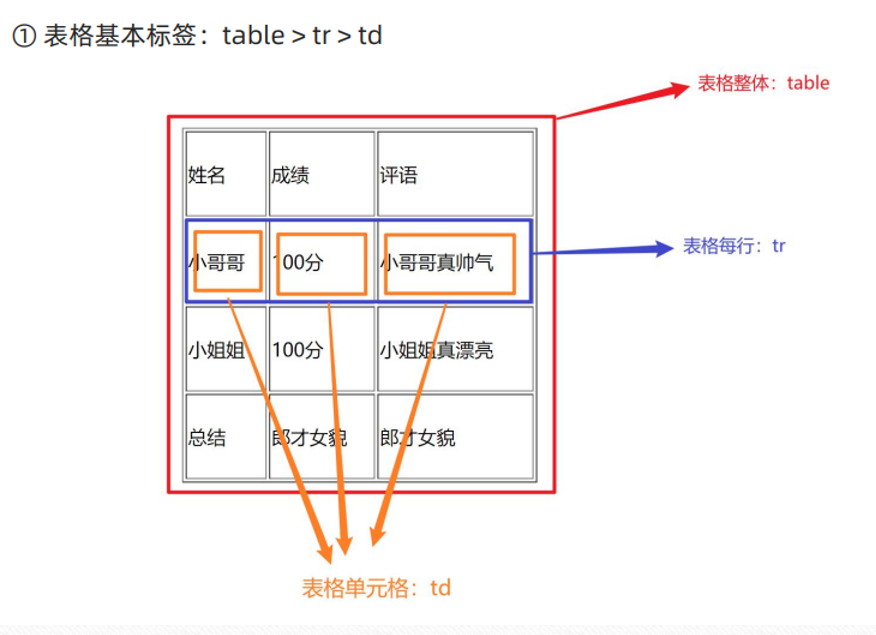 ① 表格基本标签：table > tr > td
表格整体：table
姓名 成绩 评语
表格每行：tr
小哥哥 100分 小哥哥真帅气
小姐姐 100分 小姐姐真漂亮
总结 郎才女貌 郎才女貌
表格单元格：td